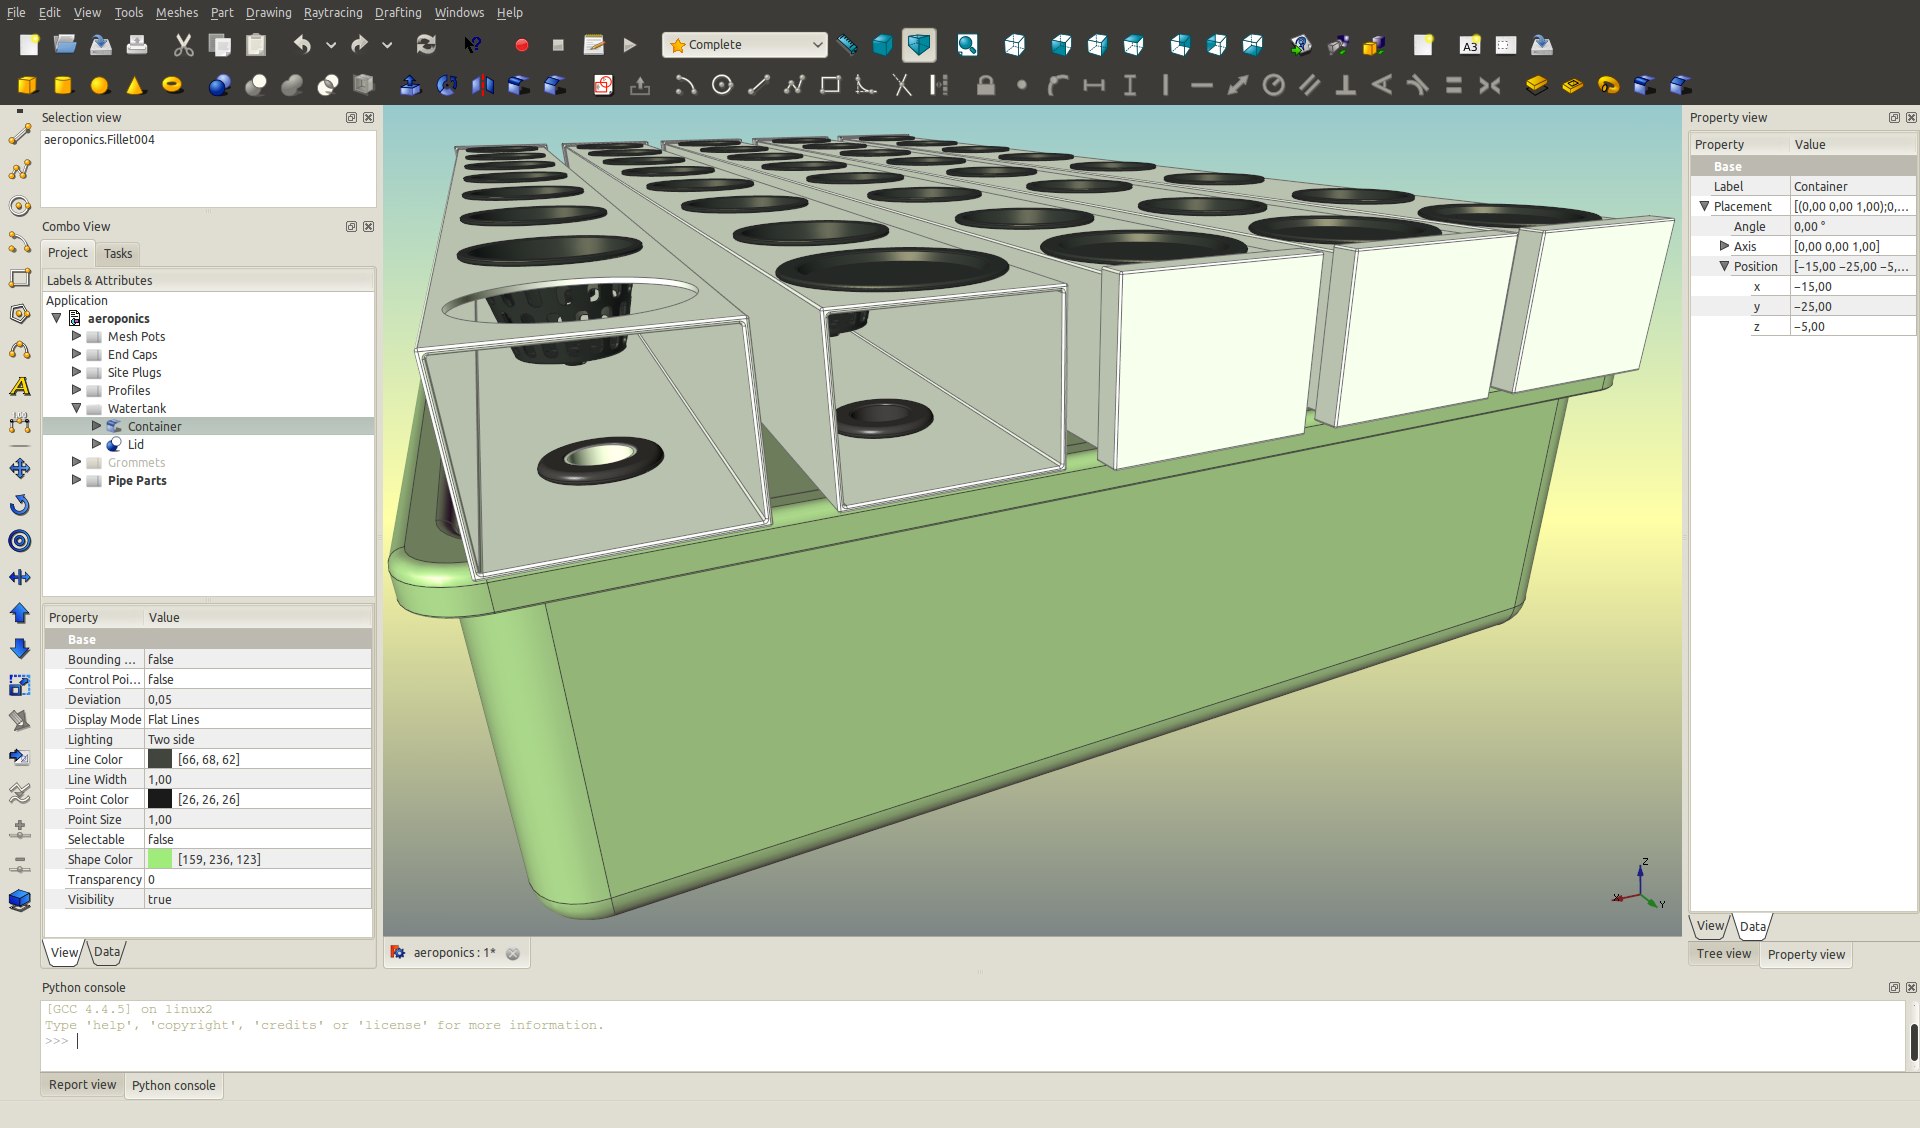 File Edit View Tools Meshes Part Drawing Raytracing Drafting Windows Help
Complete
A3
Selection view
aeroponics.Fillet004
Combo View
Project Tasks
Labels & Attributes
Application
aeroponics
Mesh Pots
End Caps
Site Plugs
Profiles
Watertank
Container
Lid
Grommets
Pipe Parts
Property Value
Base
Bounding ... false
Control Poi... false
Deviation 0,05
Display Mode Flat Lines
Lighting Two side
Line Color [66, 68, 62]
Line Width 1,00
Point Color [26, 26, 26]
Point Size 1,00
Selectable false
Shape Color [159, 236, 123]
Transparency 0
Visibility true
View Data
Z
X
Y
aeroponics : 1*
Property view
Property Value
Base
Label Container
Placement [(0,00 0,00 1,00);0,...
Angle 0,00 °
Axis [0,00 0,00 1,00]
Position [−15,00 −25,00 −5,...
x −15,00
y −25,00
z −5,00
View Data
Tree view Property view
Python console
[GCC 4.4.5] on linux2
Type 'help', 'copyright', 'credits' or 'license' for more information.
>>>
Report view Python console